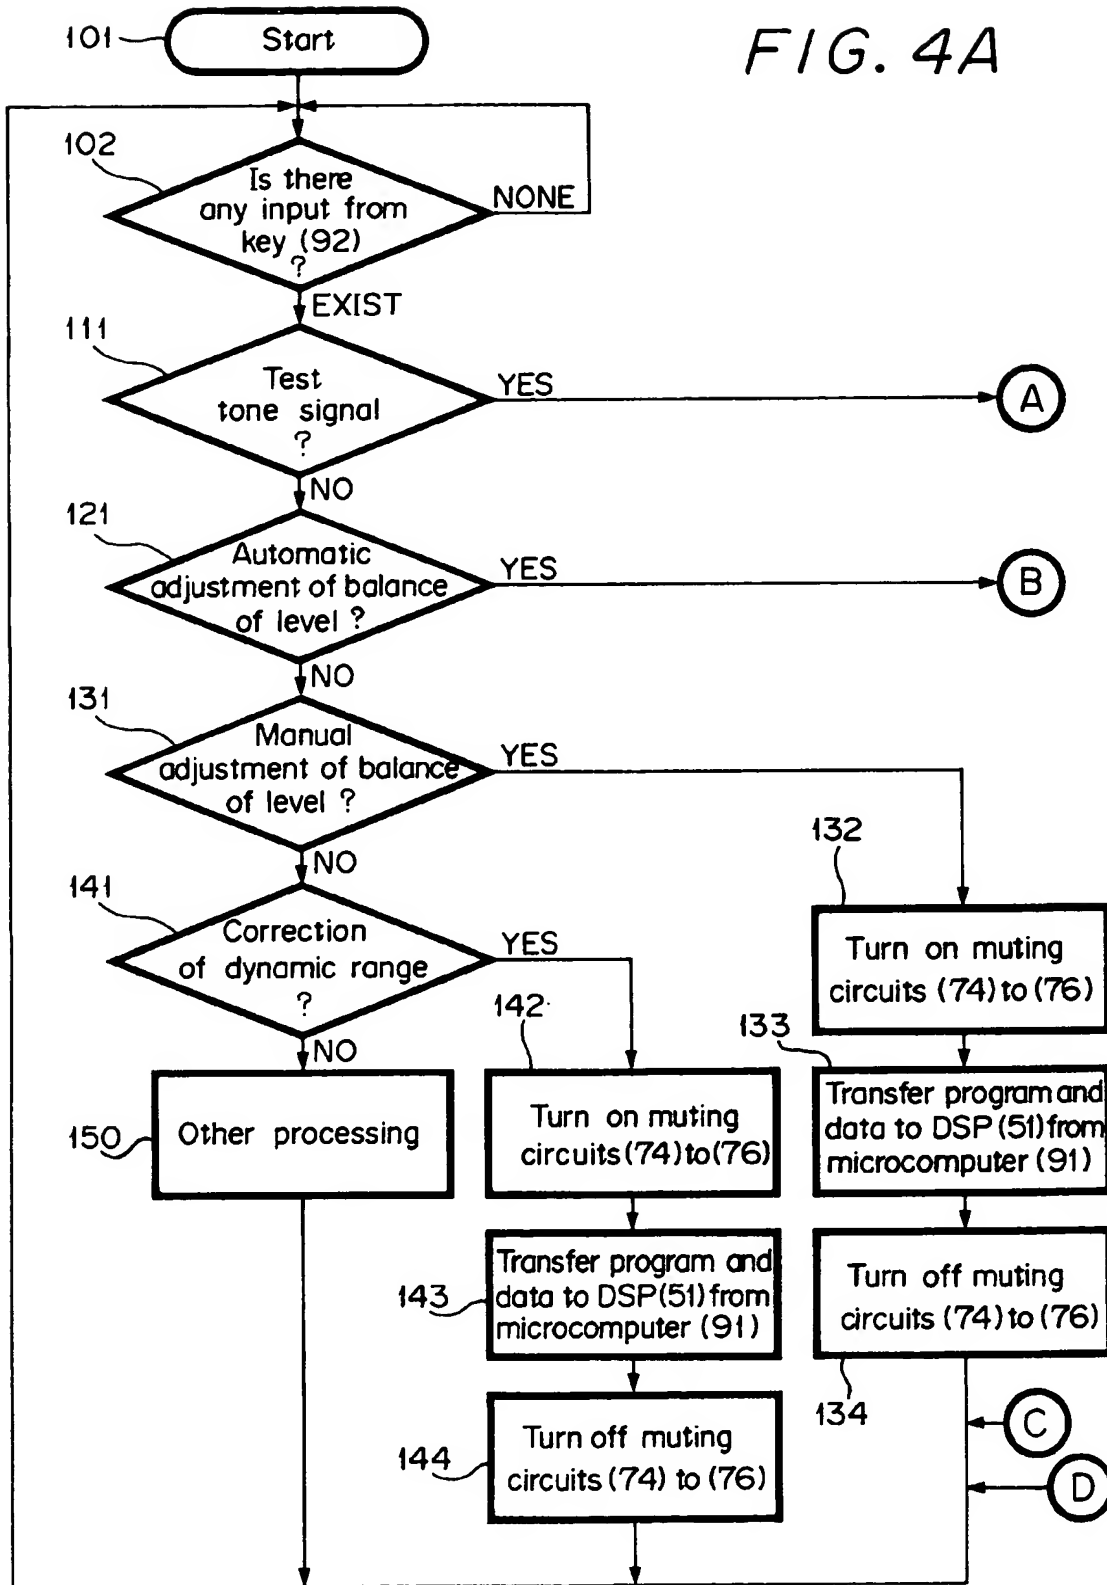 FIG. 4A
101
Start
102
Is there
any input from
key (92)
?
NONE
EXIST
111
Test
tone signal
?
YES
A
NO
121
Automatic
adjustment of balance
of level ?
YES
B
NO
131
Manual
adjustment of balance
of level ?
YES
NO
132
Turn on muting
circuits (74) to (76)
141
Correction
of dynamic range
?
YES
NO
142
Turn on muting
circuits (74) to (76)
133
Transfer program and
data to DSP (51) from
microcomputer (91)
150
Other processing
143
Transfer program and
data to DSP (51) from
microcomputer (91)
Turn off muting
circuits (74) to (76)
134
144
Turn off muting
circuits (74) to (76)
C
D